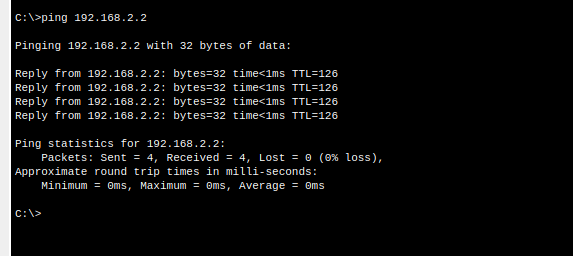 C:\>ping 192.168.2.2
Pinging 192.168.2.2 with 32 bytes of data:
Reply from 192.168.2.2: bytes=32 time<1ms TTL=126
Reply from 192.168.2.2: bytes=32 time<1ms TTL=126
Reply from 192.168.2.2: bytes=32 time<1ms TTL=126
Reply from 192.168.2.2: bytes=32 time<1ms TTL=126
Ping statistics for 192.168.2.2:
    Packets: Sent = 4, Received = 4, Lost = 0 (0% loss),
Approximate round trip times in milli-seconds:
    Minimum = 0ms, Maximum = 0ms, Average = 0ms
C:\>